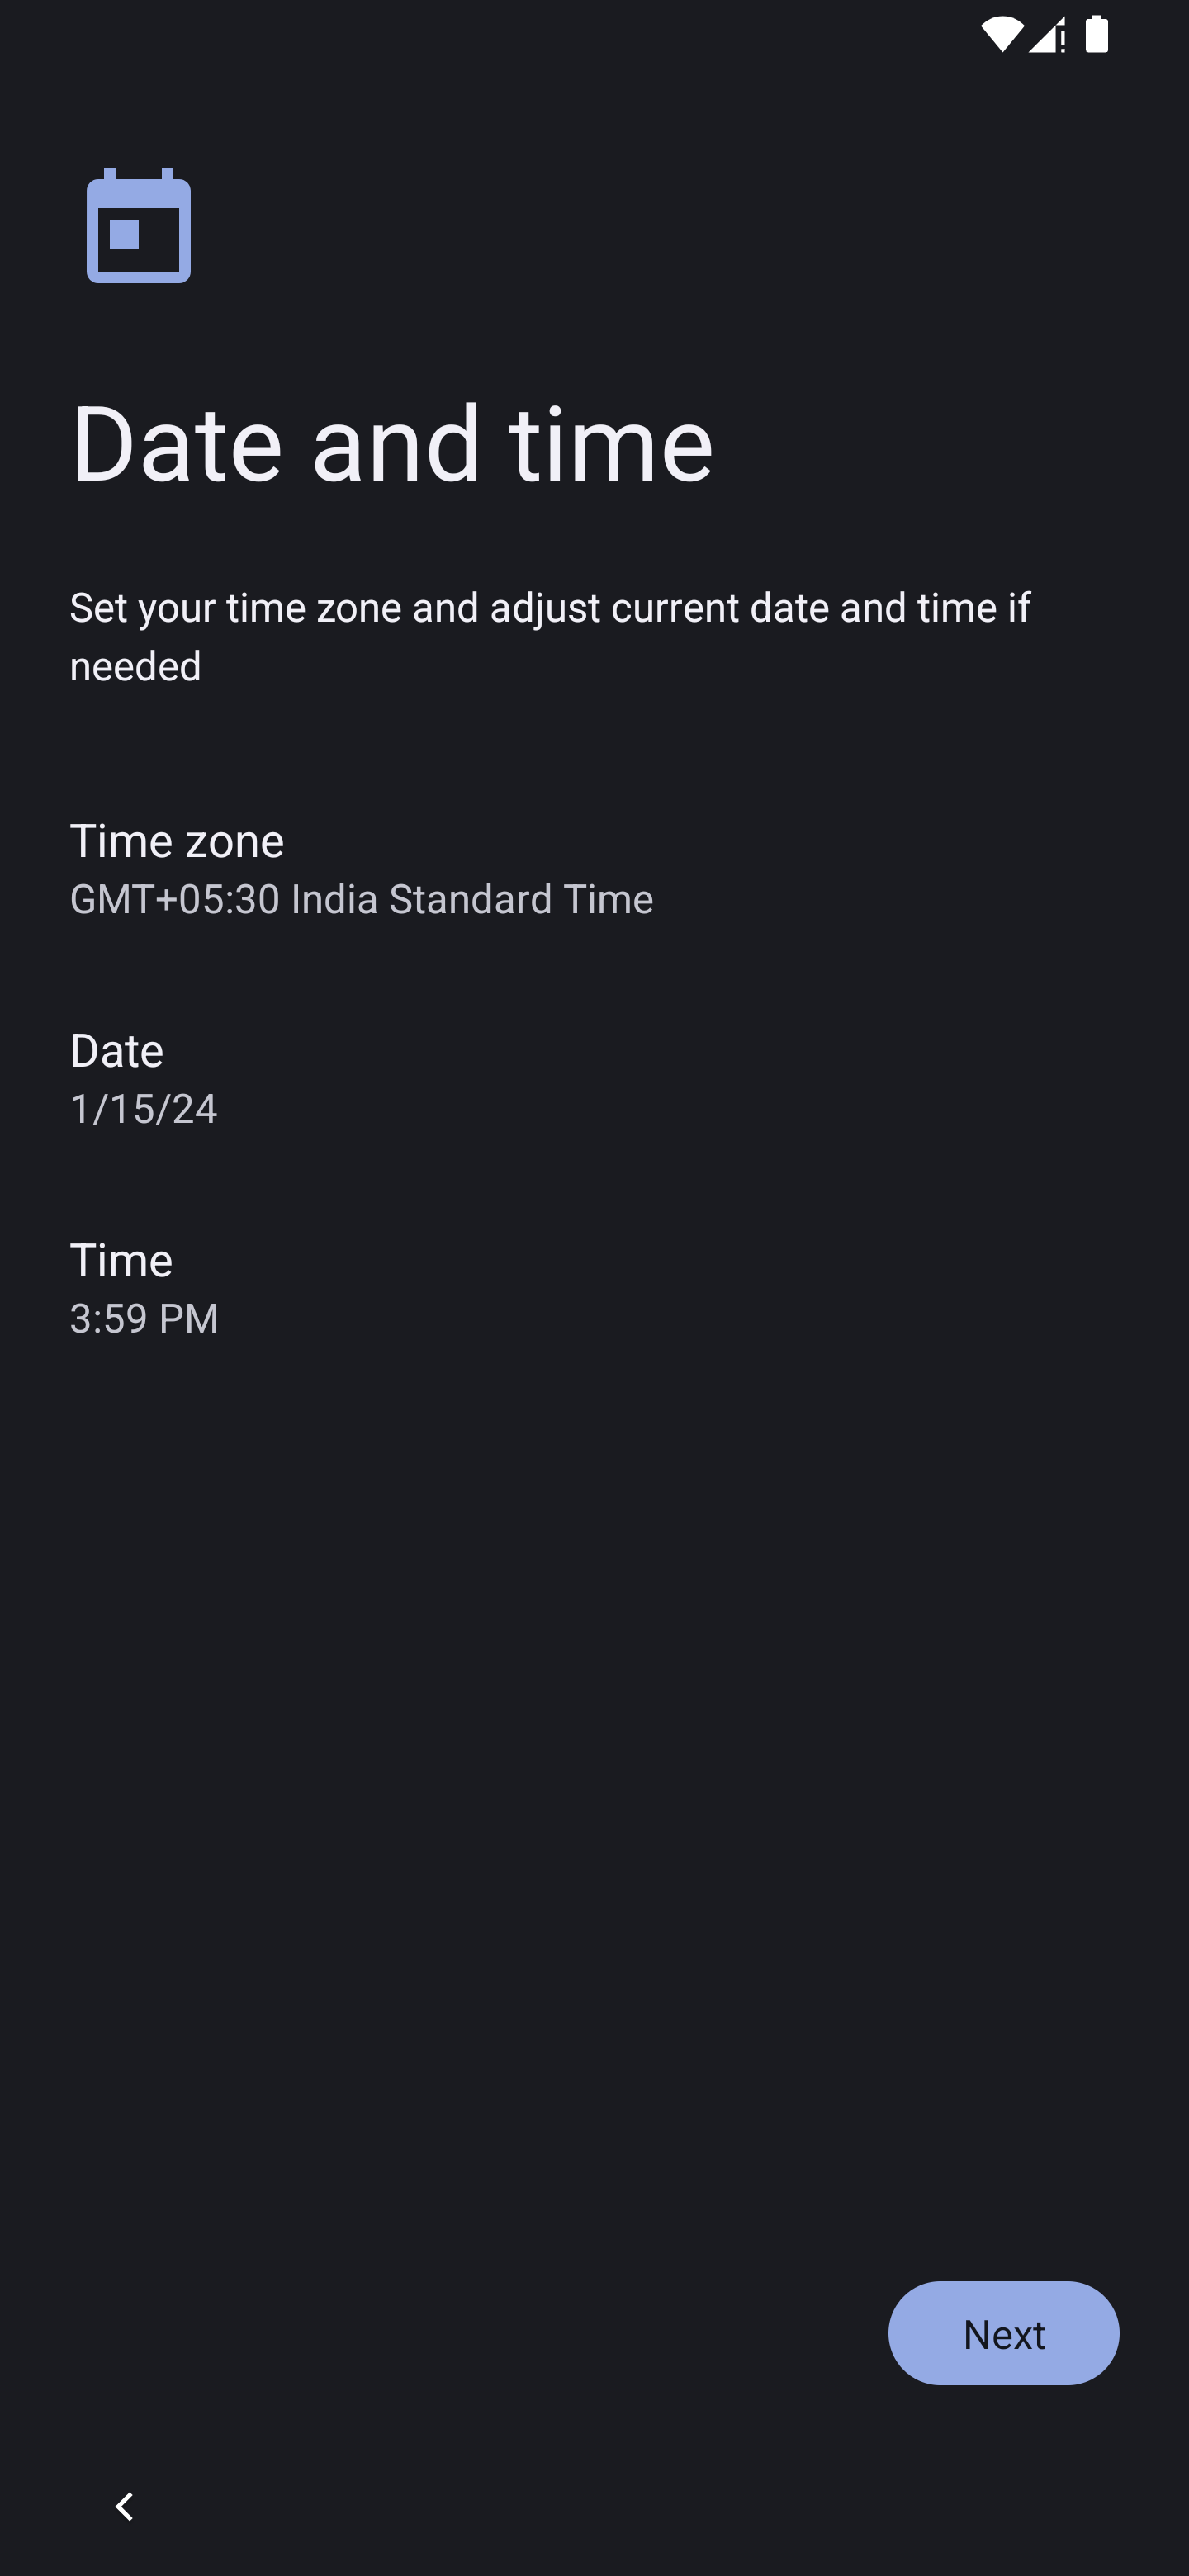 Date and time
Set your time zone and adjust current date and time if
needed
Time zone
GMT+05:30 India Standard Time
Date
1/15/24
Time
3:59 PM
Next